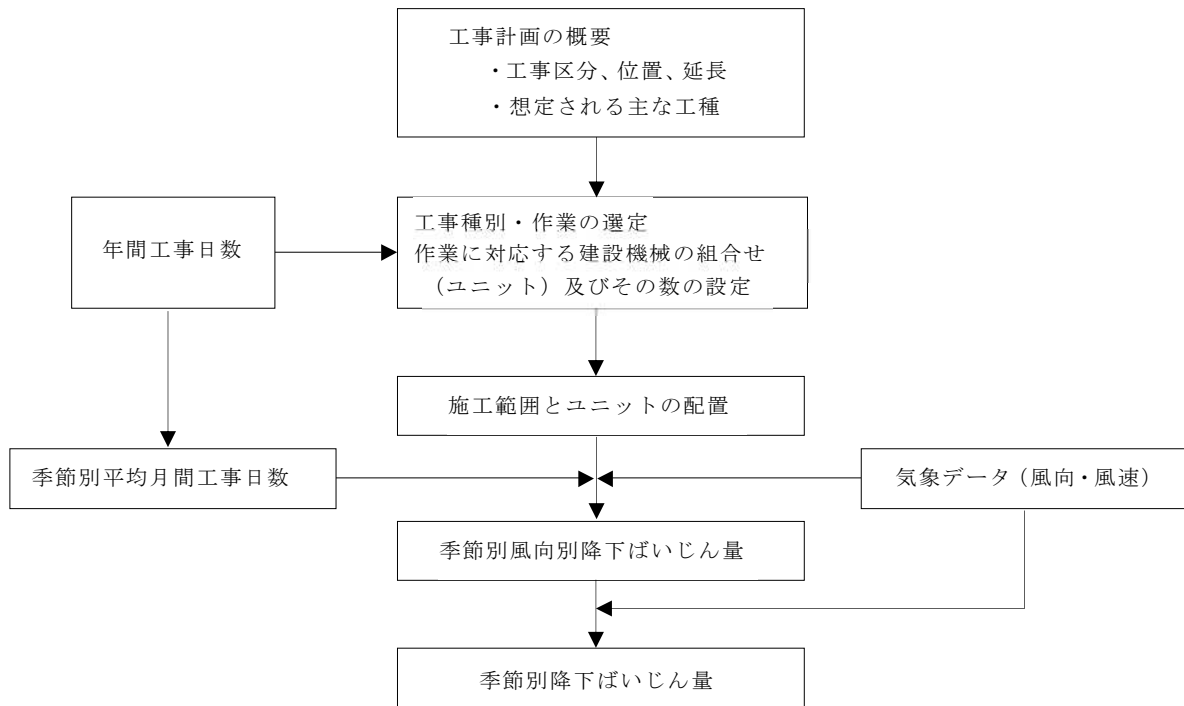 工事計画の概要
・工事区分、位置、延長
・想定される主な工種
年間工事日数
工事種別・作業の選定
作業に対応する建設機械の組合せ
（ユニット）及びその数の設定
施工範囲とユニットの配置
季節別平均月間工事日数
気象データ（風向・風速）
季節別風向別降下ばいじん量
季節別降下ばいじん量